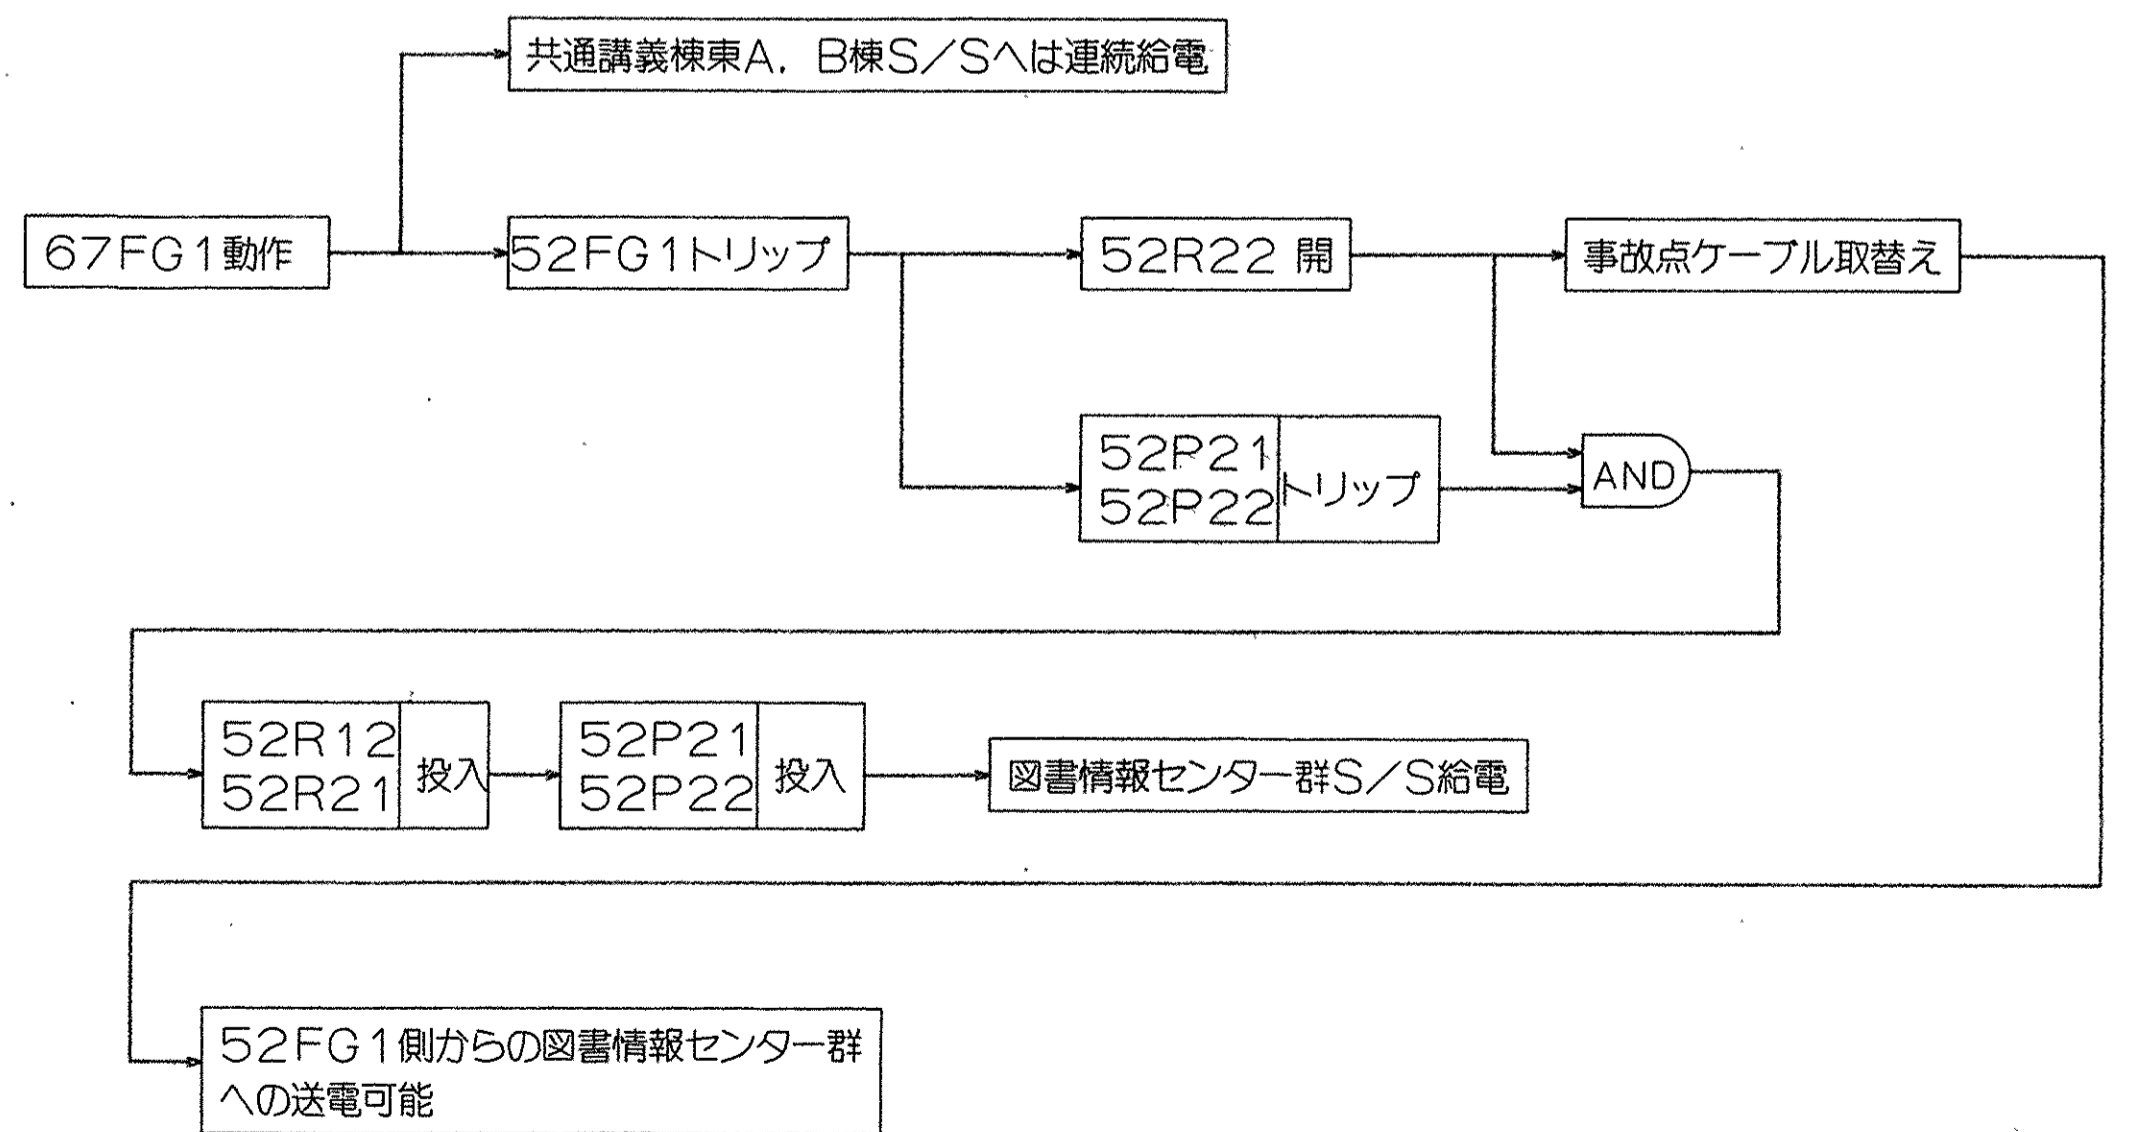 共通講義棟東A．B棟S／Sへは連続給電
67FG1動作
52FG1トリップ
52R22 開
事故点ケーブル取替え
52P21
52P22
トリップ
AND
52R12
52R21
投入
52P21
52P22
投入
図書情報センター群S／S給電
52FG1側からの図書情報センター群
への送電可能